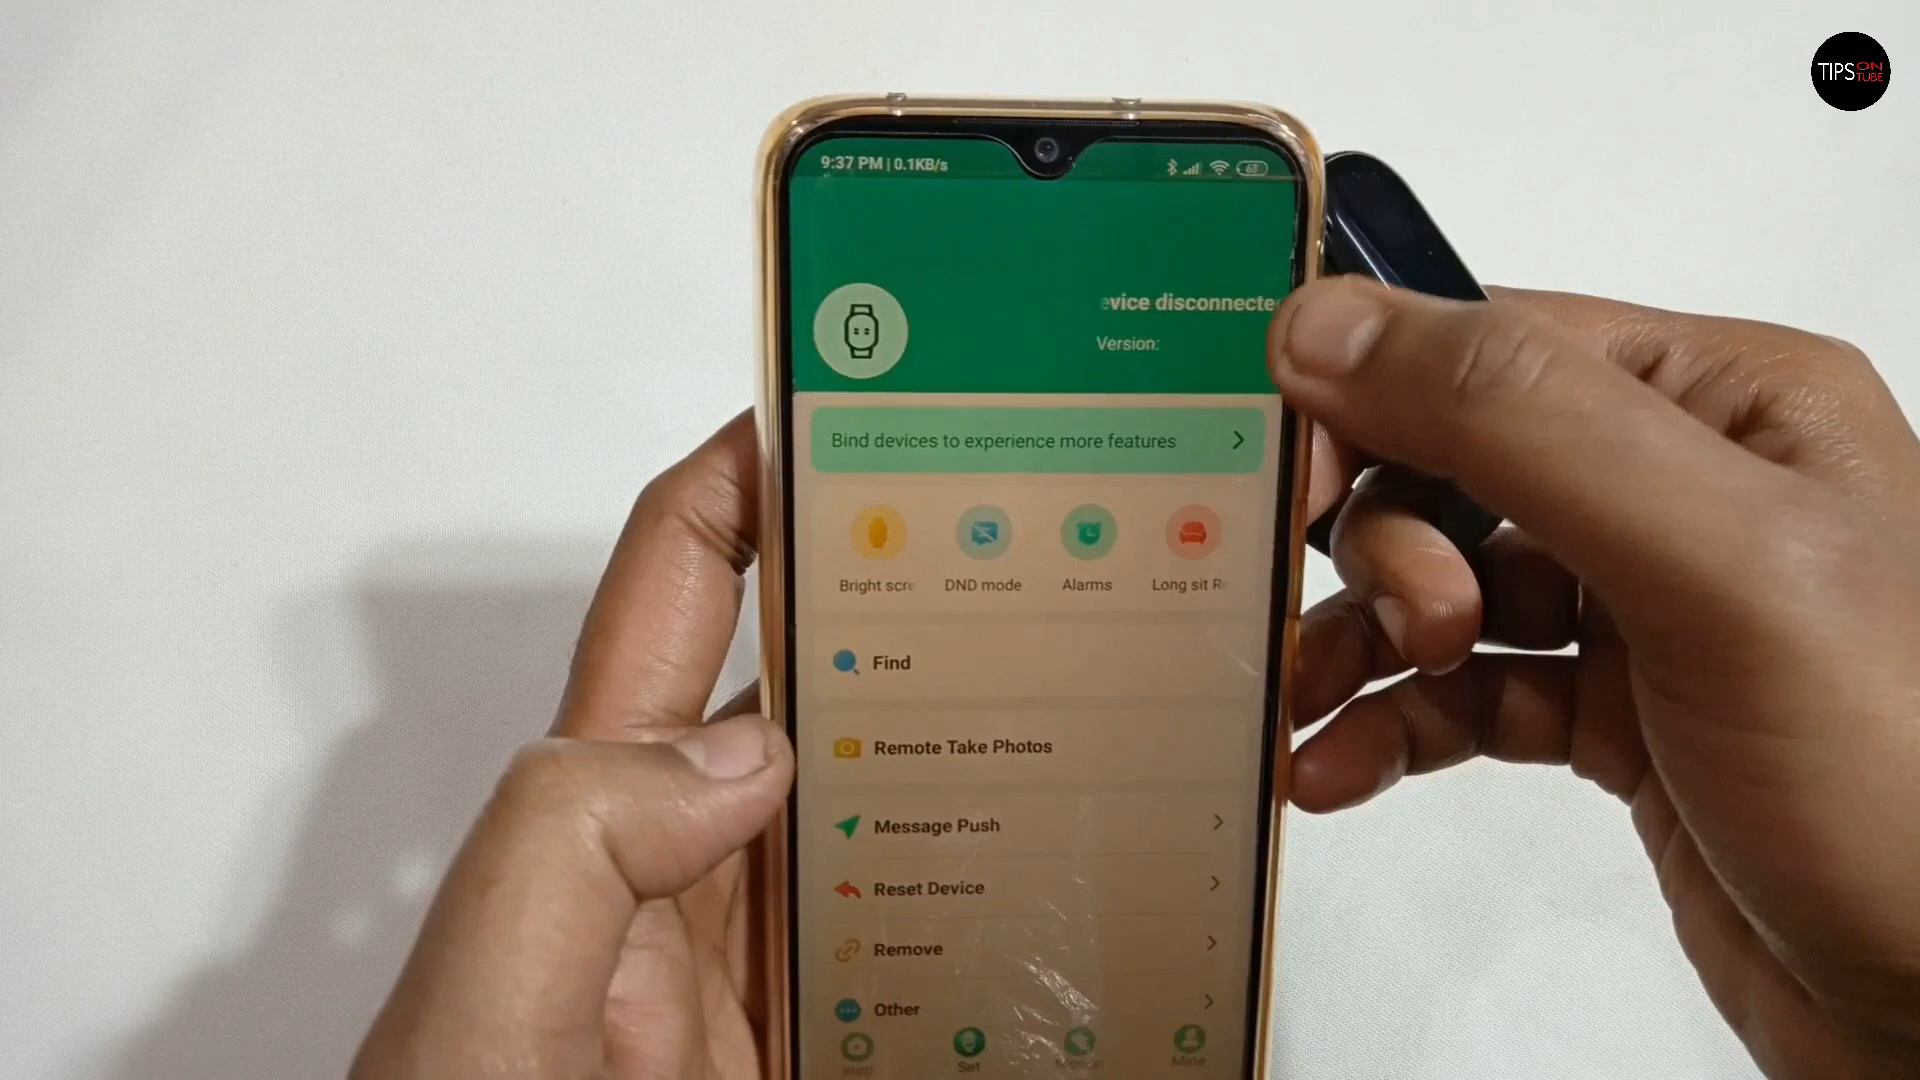 TIPS ON TUBE
9:37 PM | 0.1KB/s
63
evice disconnecte
Version:
Bind devices to experience more features
Bright scre
DND mode
Alarms
Long sit R
Find
Remote Take Photos
Message Push
Reset Device
Remove
Other
Set
Mine